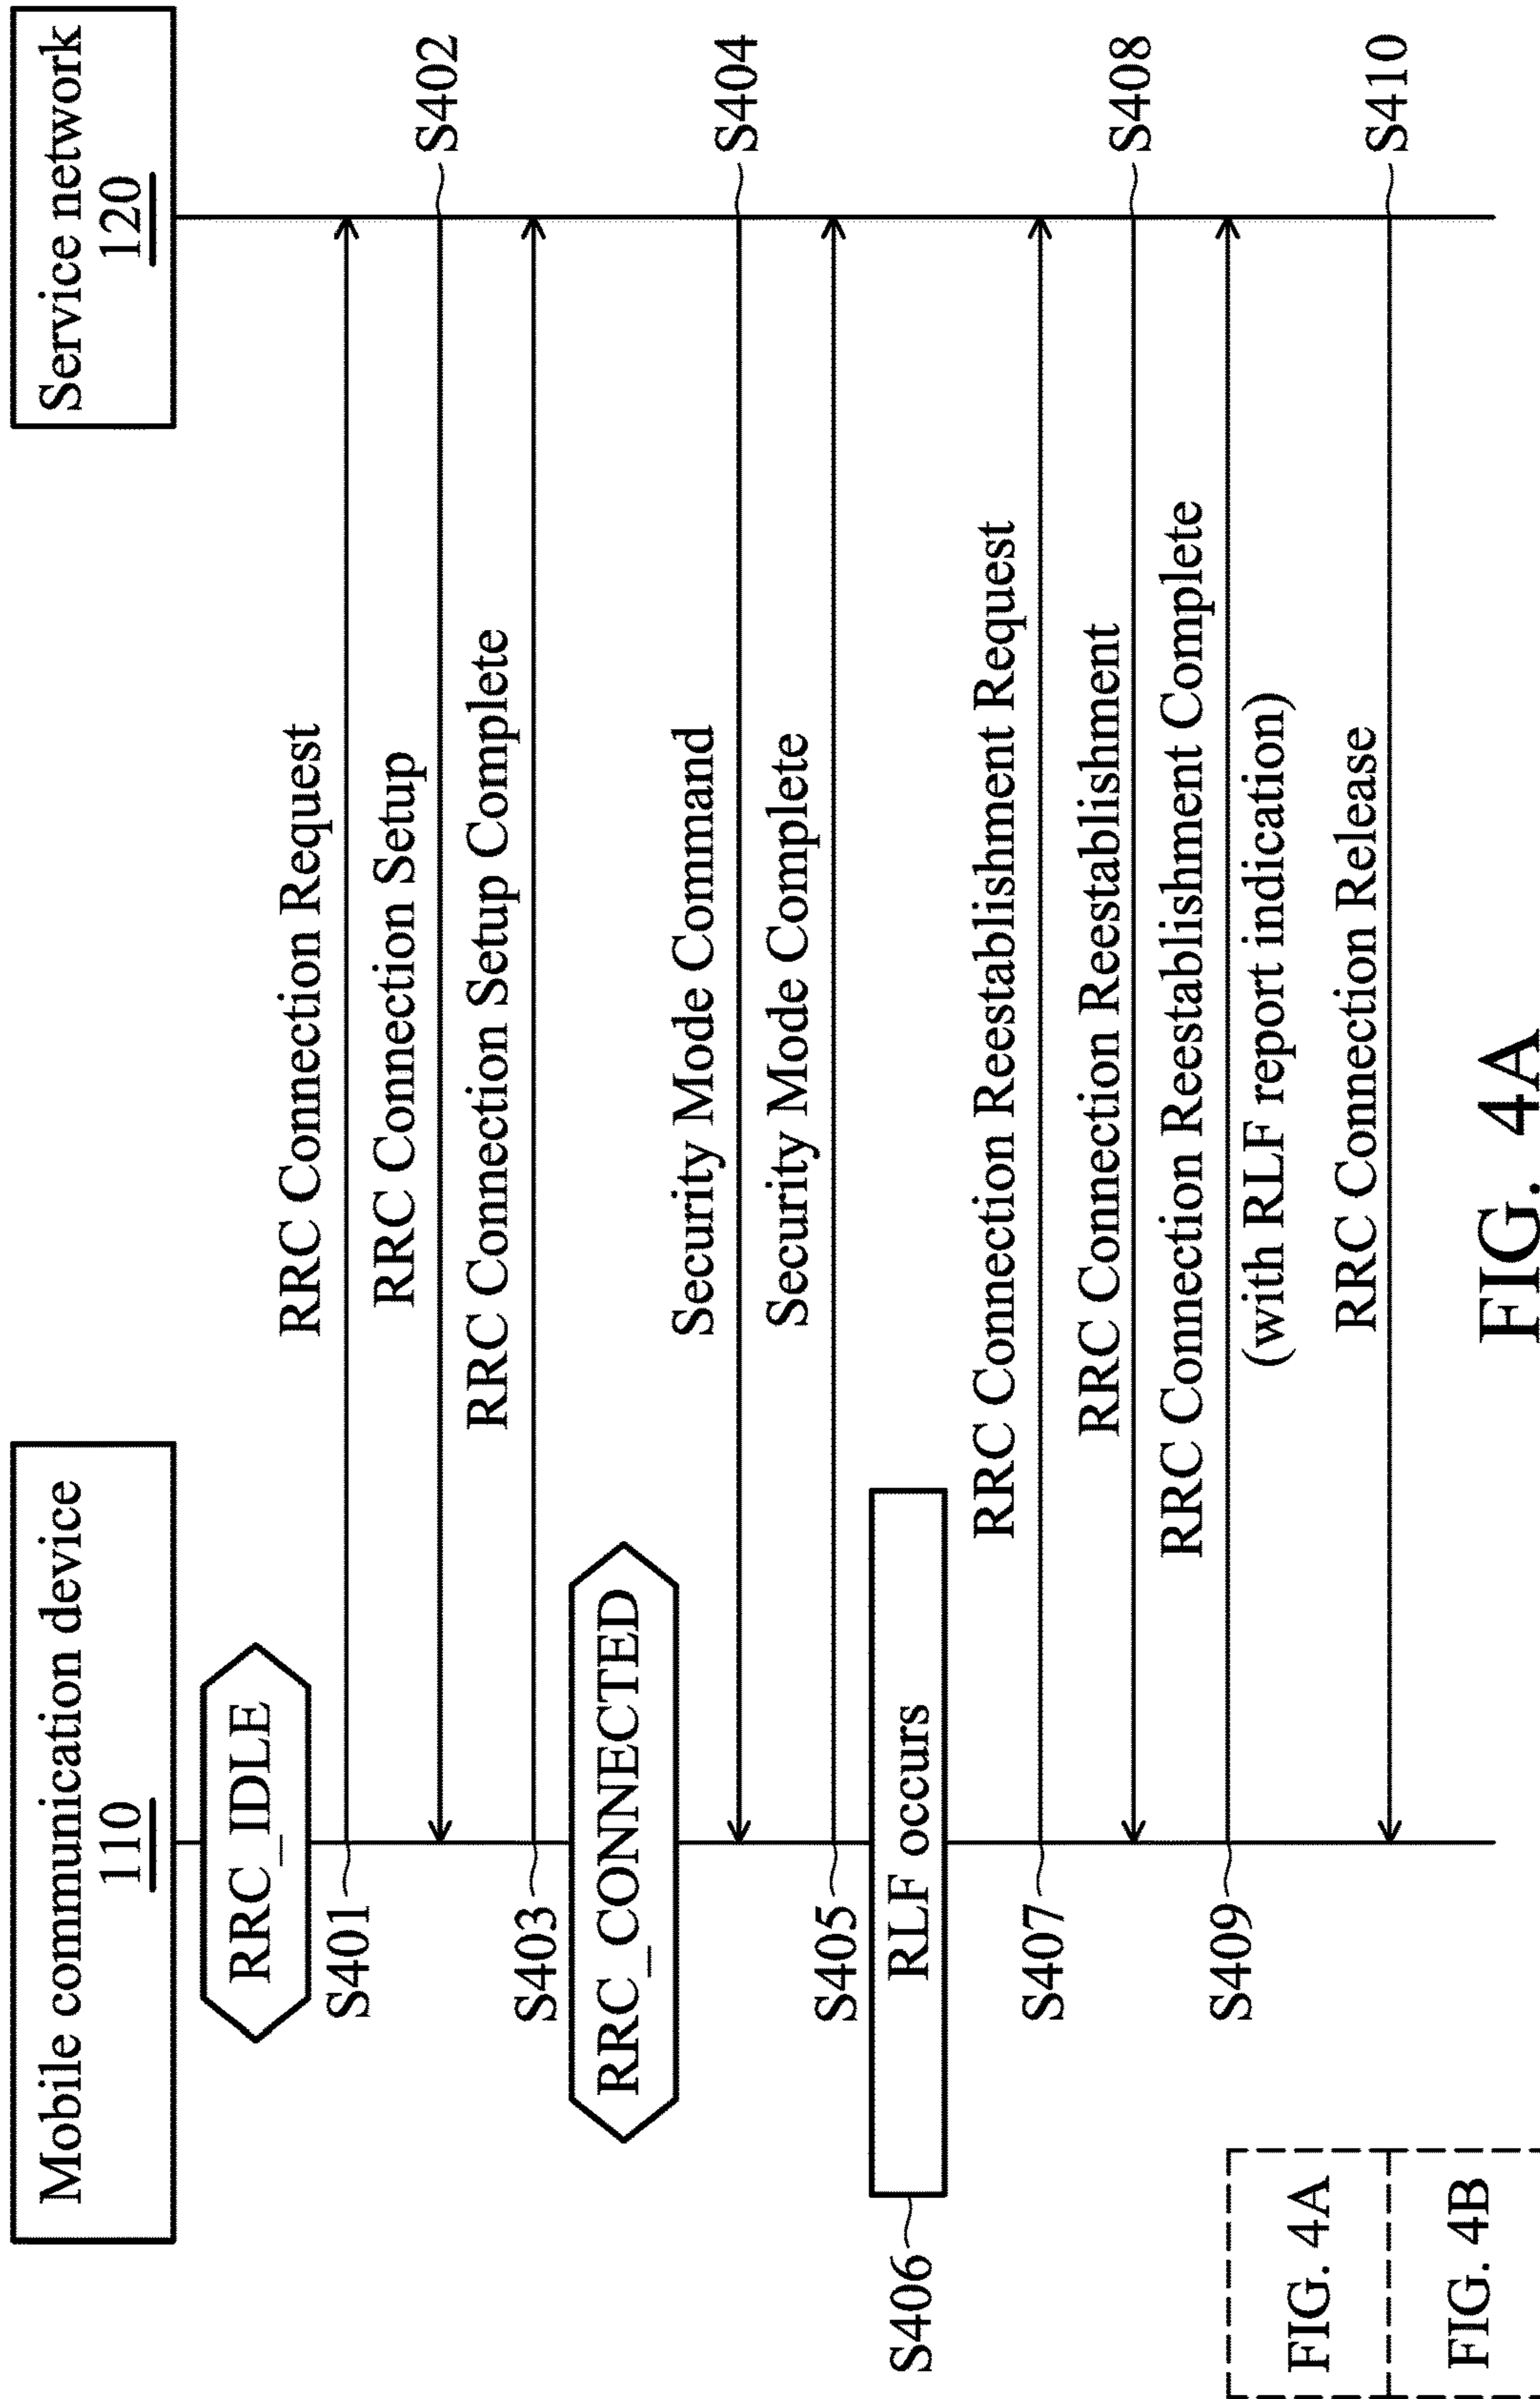 Mobile communication device
110
Service network
120
RRC_IDLE
RRC Connection Request
S401
RRC Connection Setup
S402
RRC Connection Setup Complete
S403
RRC_CONNECTED
Security Mode Command
S404
Security Mode Complete
S405
RLF occurs
S406
RRC Connection Reestablishment Request
S407
RRC Connection Reestablishment
S408
RRC Connection Reestablishment Complete
(with RLF report indication)
S409
RRC Connection Release
S410
FIG. 4A
FIG. 4B
FIG. 4A